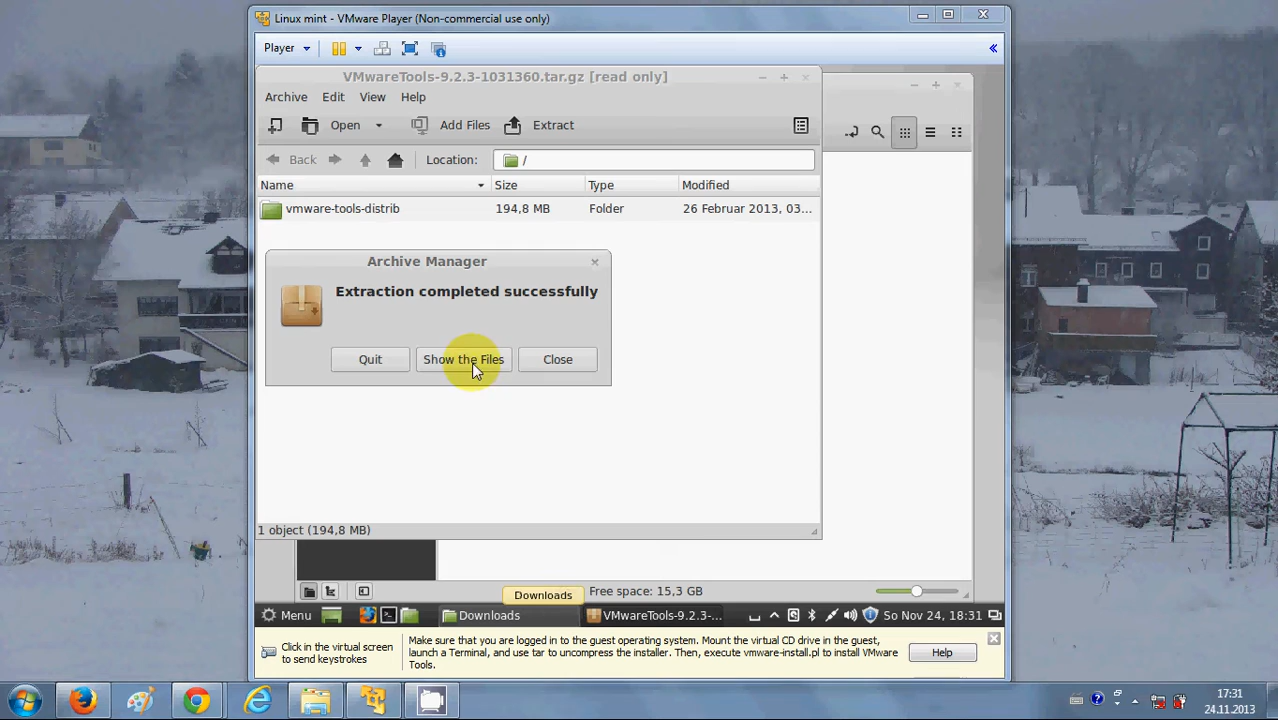 Linux mint - VMware Player (Non-commercial use only)
Player
VMwareTools-9.2.3-1031360.tar.gz [read only]
Archive Edit View Help
Open Add Files Extract
Back Location: /
Name Size Type Modified
vmware-tools-distrib 194,8 MB Folder 26 Februar 2013, 03...
Archive Manager
Extraction completed successfully
Quit Show the Files Close
1 object (194,8 MB)
Downloads Free space: 15,3 GB
Menu Downloads VMwareTools-9.2.3-... So Nov 24, 18:31
Click in the virtual screen
to send keystrokes
Make sure that you are logged in to the guest operating system. Mount the virtual CD drive in the guest,
launch a Terminal, and use tar to uncompress the installer. Then, execute vmware-install.pl to install VMware
Tools.
Help
17:31
24.11.2013